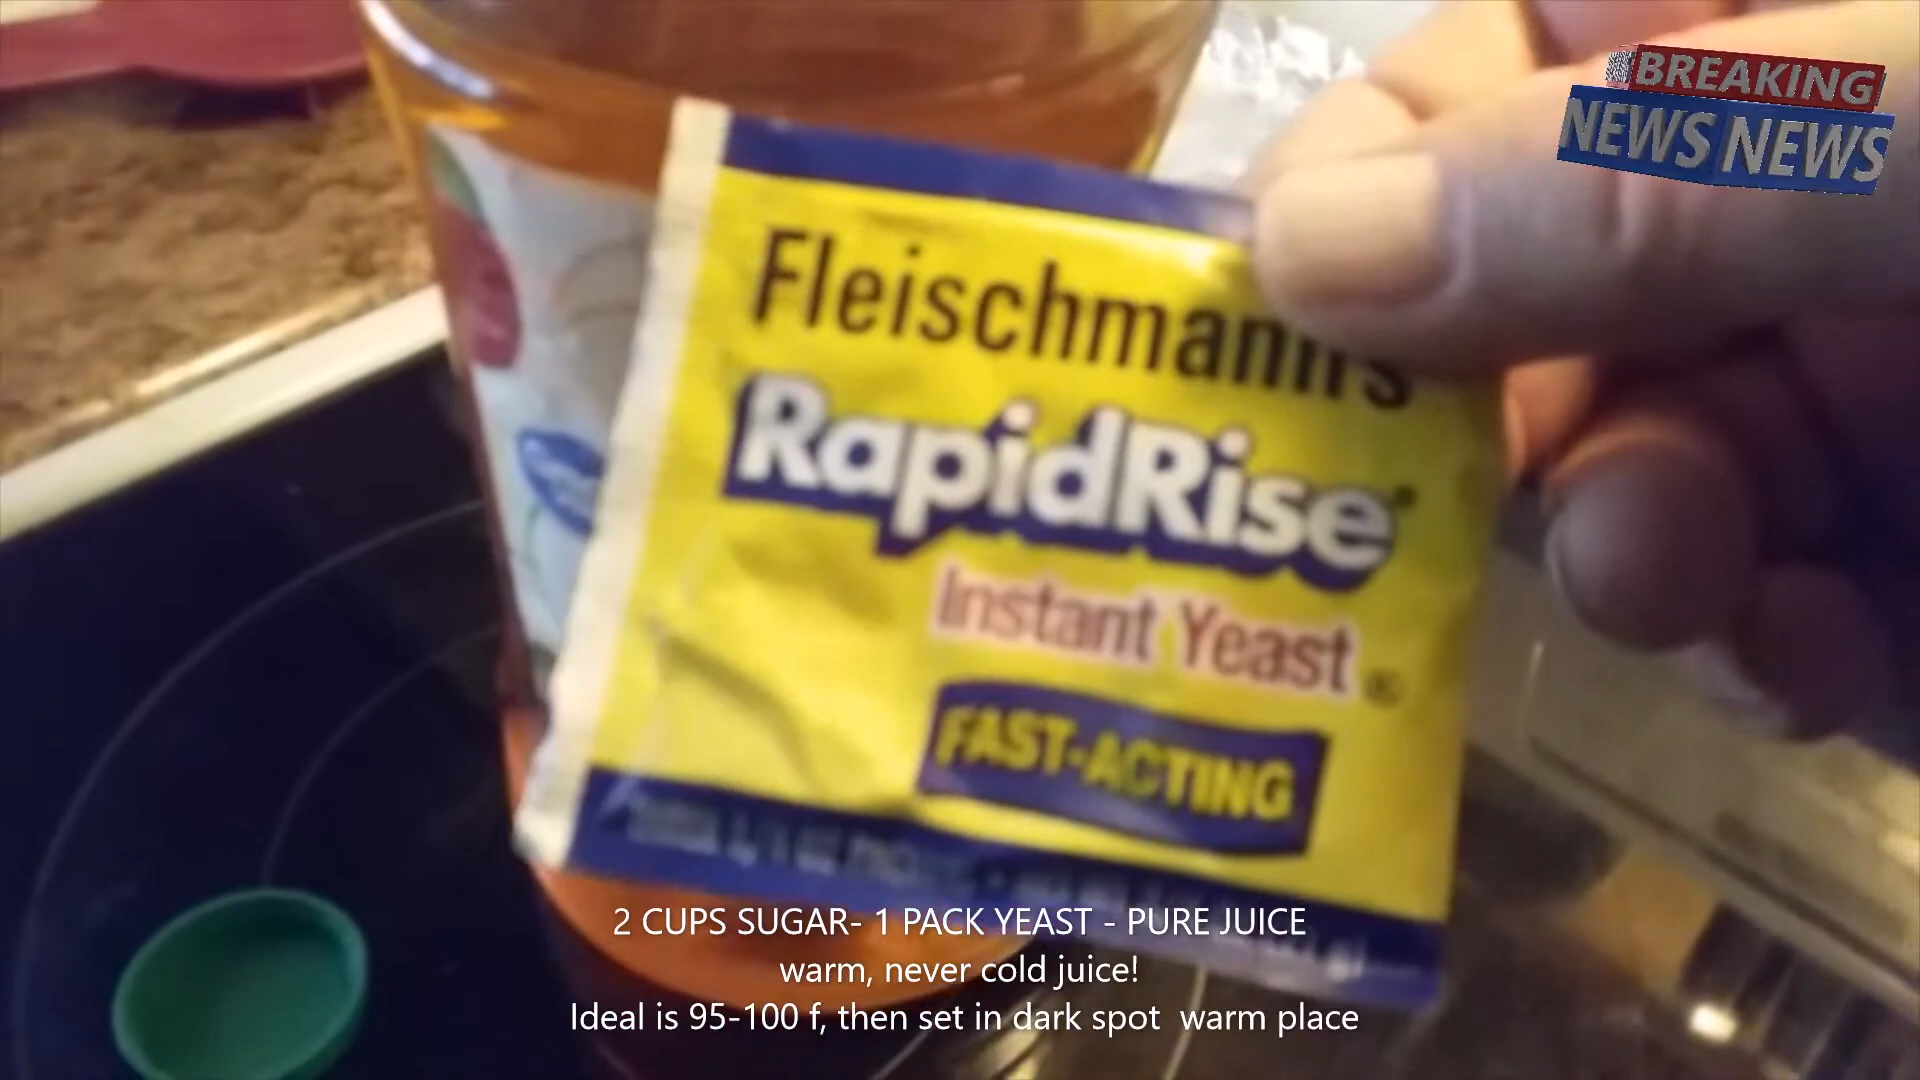 BREAKING
NEWS NEWS
Fleischmann's
RapidRise
Instant Yeast
FAST-ACTING
2 CUPS SUGAR- 1 PACK YEAST - PURE JUICE
warm, never cold juice!
Ideal is 95-100 f, then set in dark spot warm place